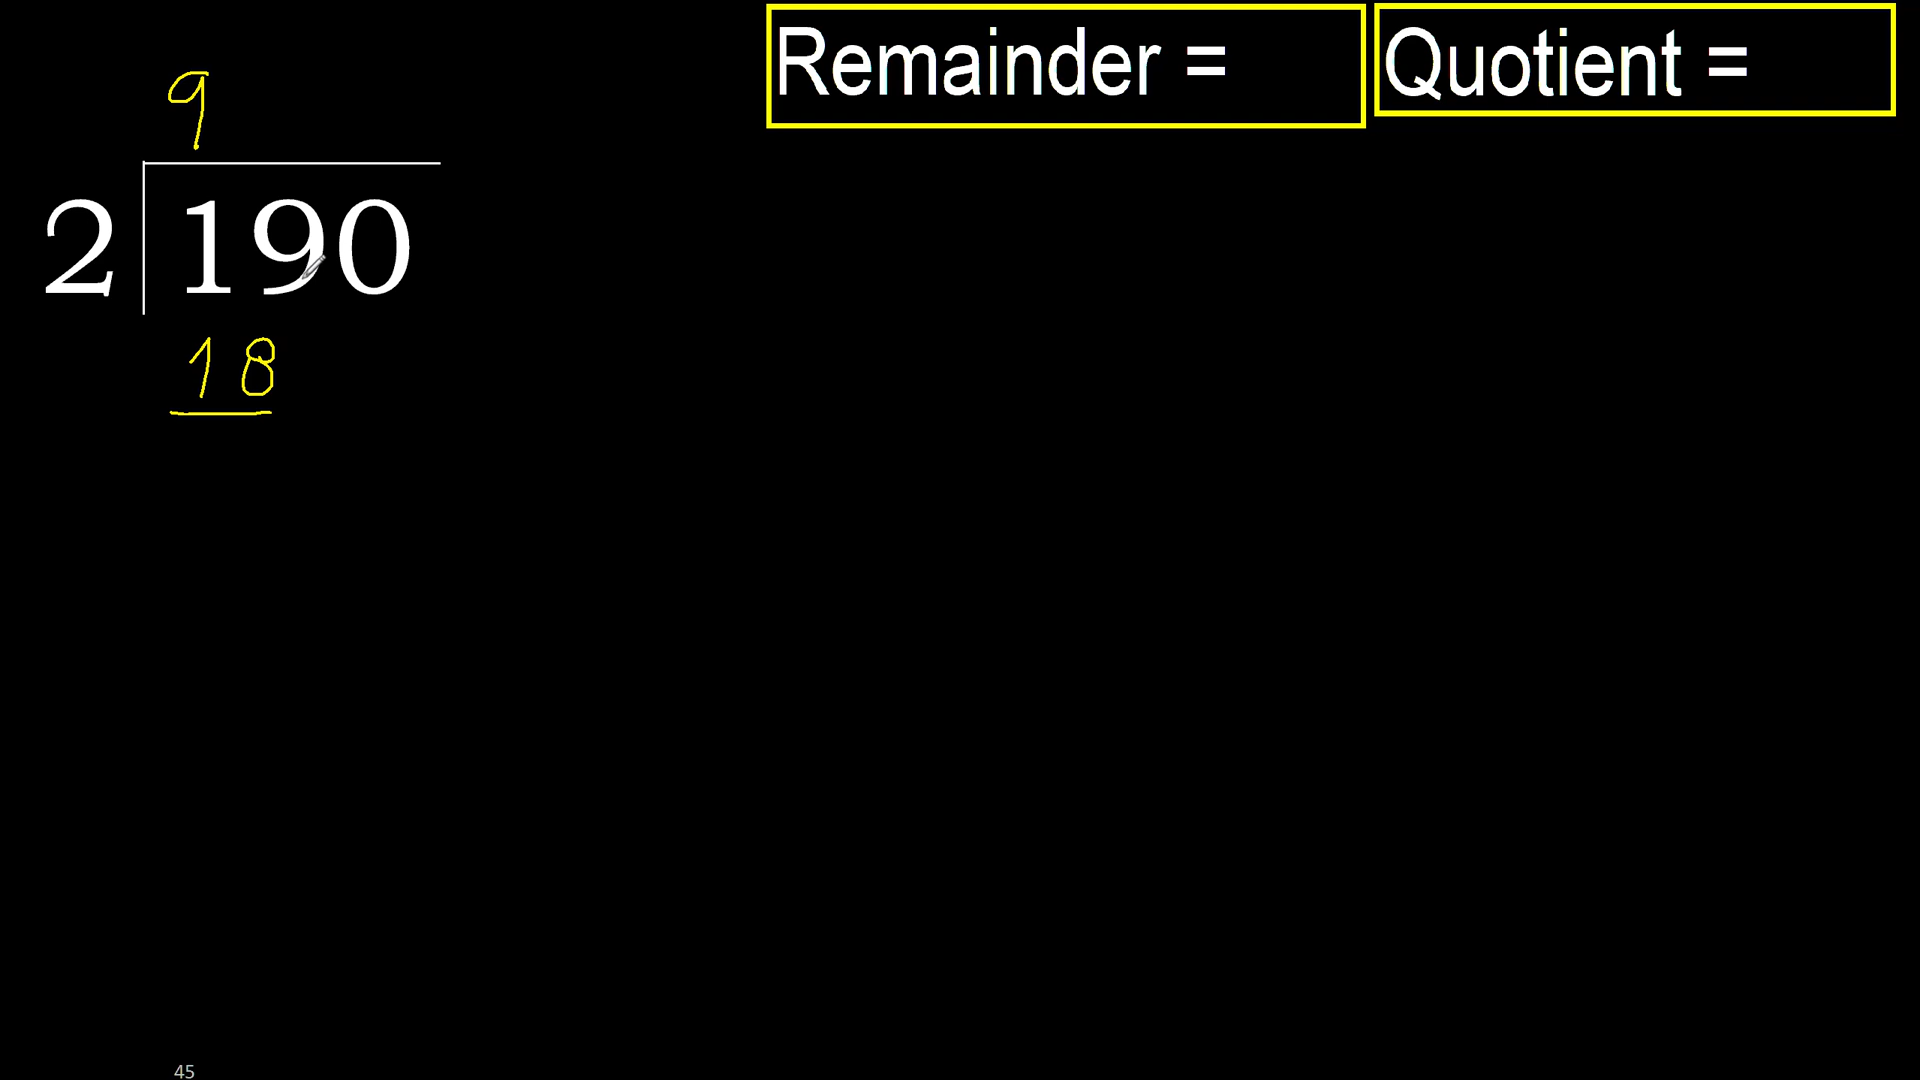 Remainder =
Quotient =
9
2 190
18
45